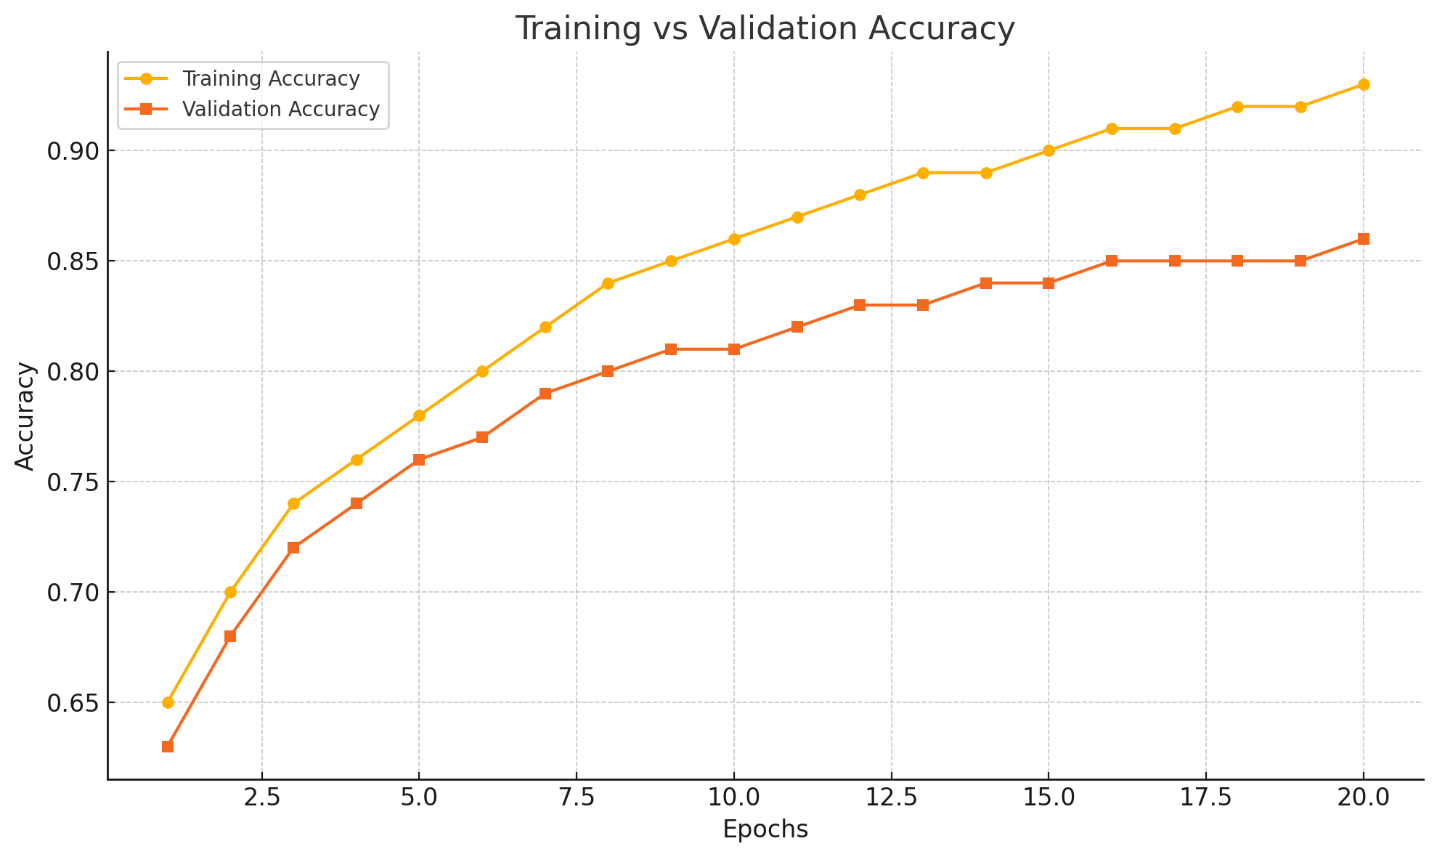 Training vs Validation Accuracy
Training Accuracy
Validation Accuracy
0.90
0.85
0.80
0.75
0.70
0.65
Accuracy
2.5 5.0 7.5 10.0 12.5 15.0 17.5 20.0
Epochs